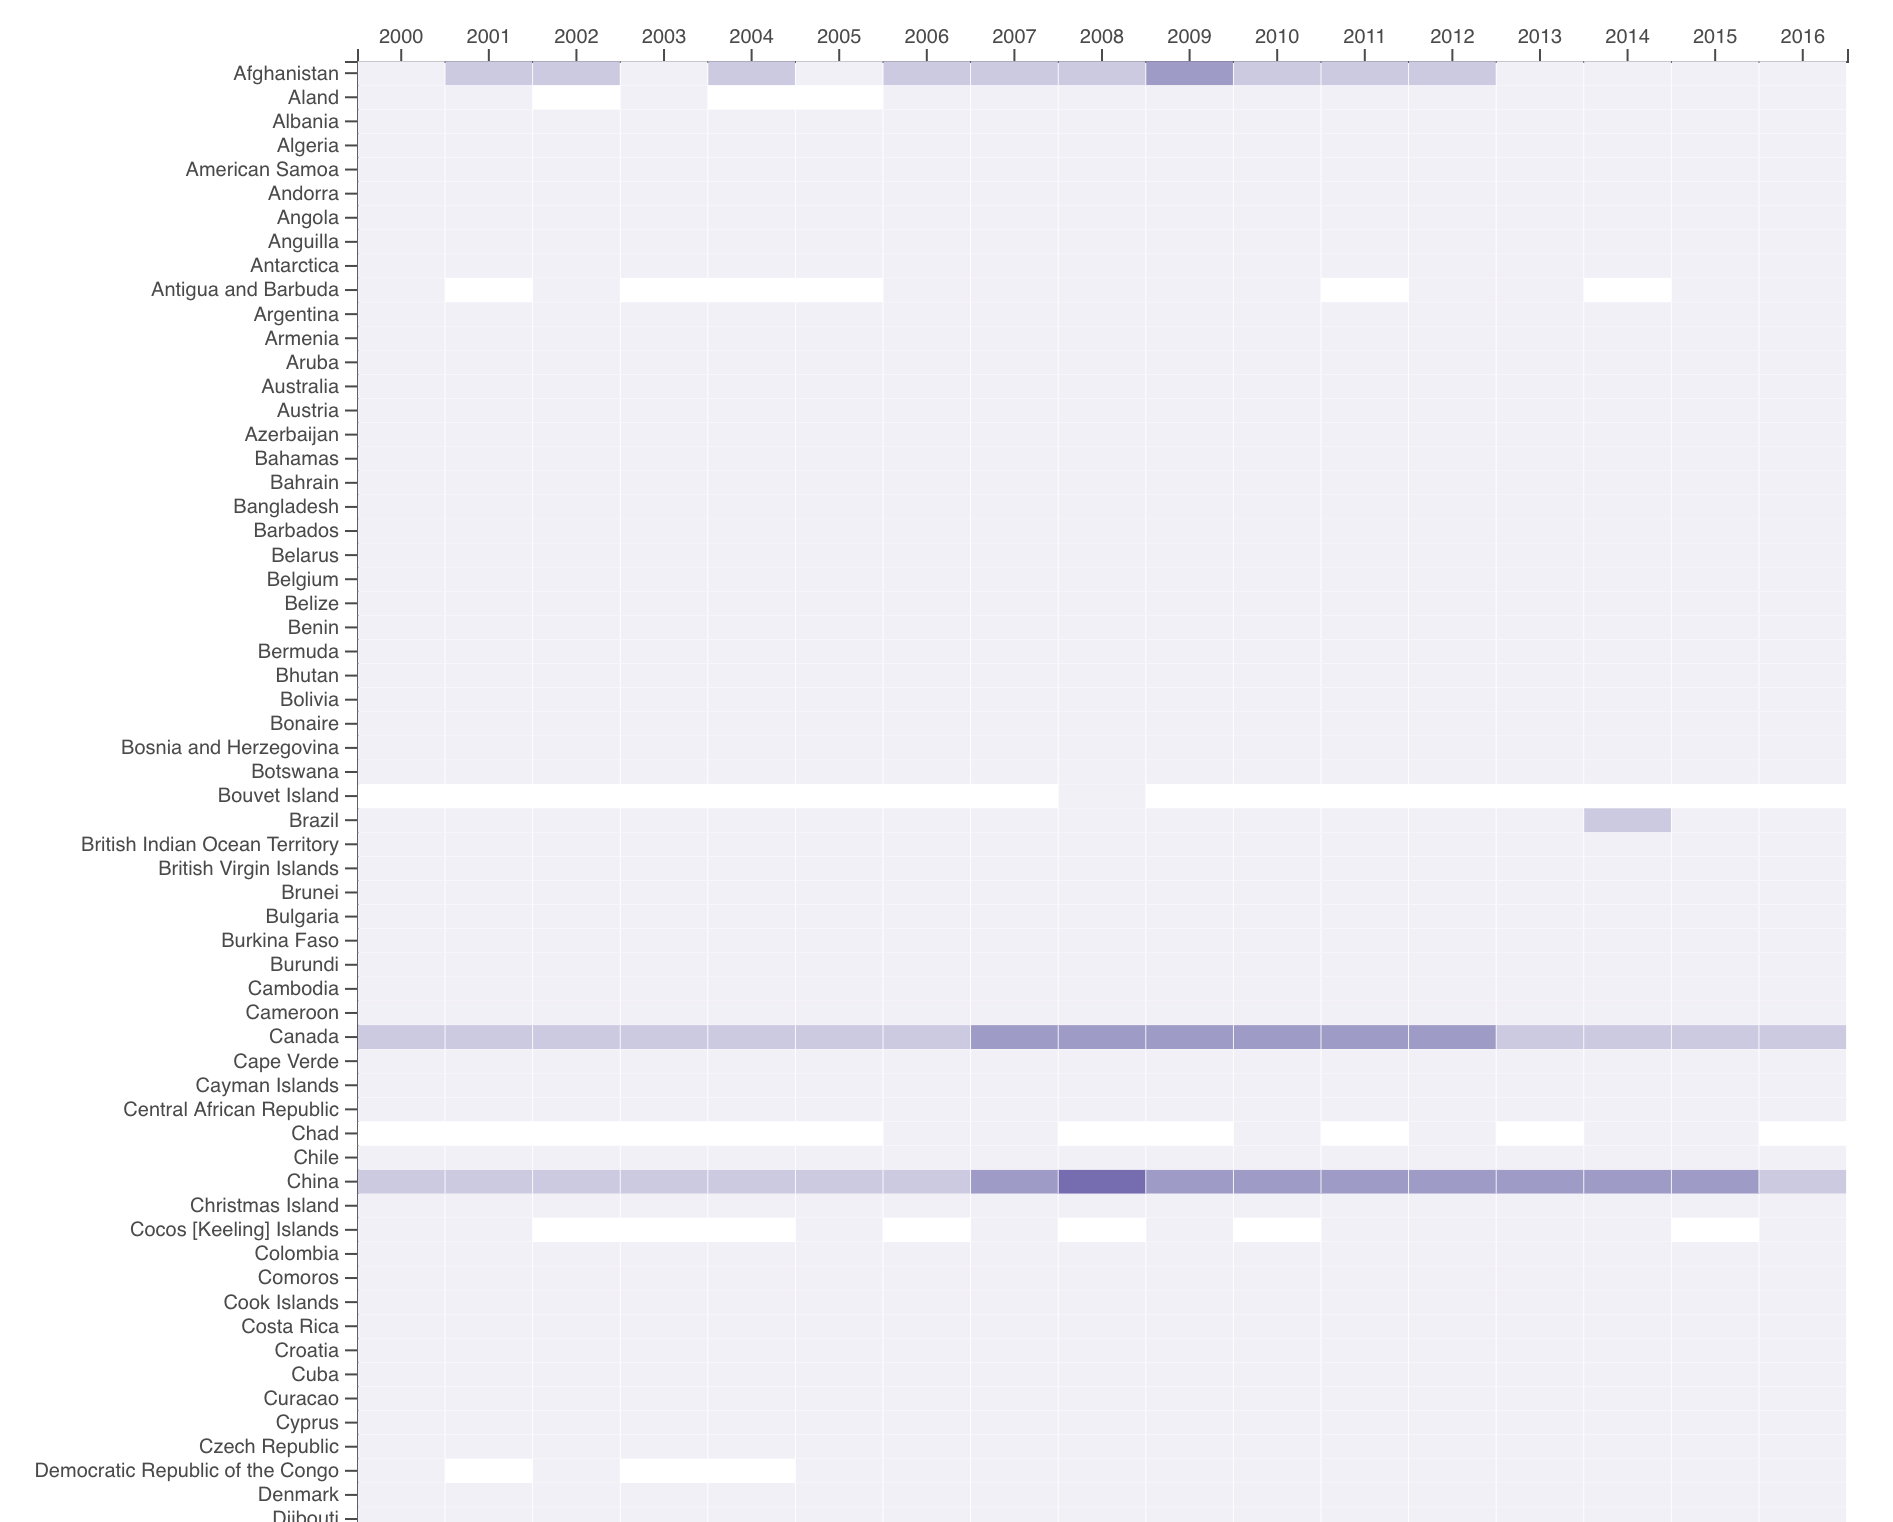 2000 2001 2002 2003 2004 2005 2006 2007 2008 2009 2010 2011 2012 2013 2014 2015 2016
Afghanistan
Aland
Albania
Algeria
American Samoa
Andorra
Angola
Anguilla
Antarctica
Antigua and Barbuda
Argentina
Armenia
Aruba
Australia
Austria
Azerbaijan
Bahamas
Bahrain
Bangladesh
Barbados
Belarus
Belgium
Belize
Benin
Bermuda
Bhutan
Bolivia
Bonaire
Bosnia and Herzegovina
Botswana
Bouvet Island
Brazil
British Indian Ocean Territory
British Virgin Islands
Brunei
Bulgaria
Burkina Faso
Burundi
Cambodia
Cameroon
Canada
Cape Verde
Cayman Islands
Central African Republic
Chad
Chile
China
Christmas Island
Cocos [Keeling] Islands
Colombia
Comoros
Cook Islands
Costa Rica
Croatia
Cuba
Curacao
Cyprus
Czech Republic
Democratic Republic of the Congo
Denmark
Djibouti